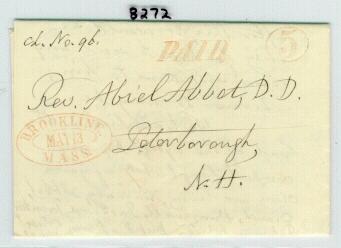 8272
ch. No. 96.
PAID
5
Rev. Abiel Abbot, D.D.
BROOKLINE
MAY 13
MASS
Peterborough,
N.H.